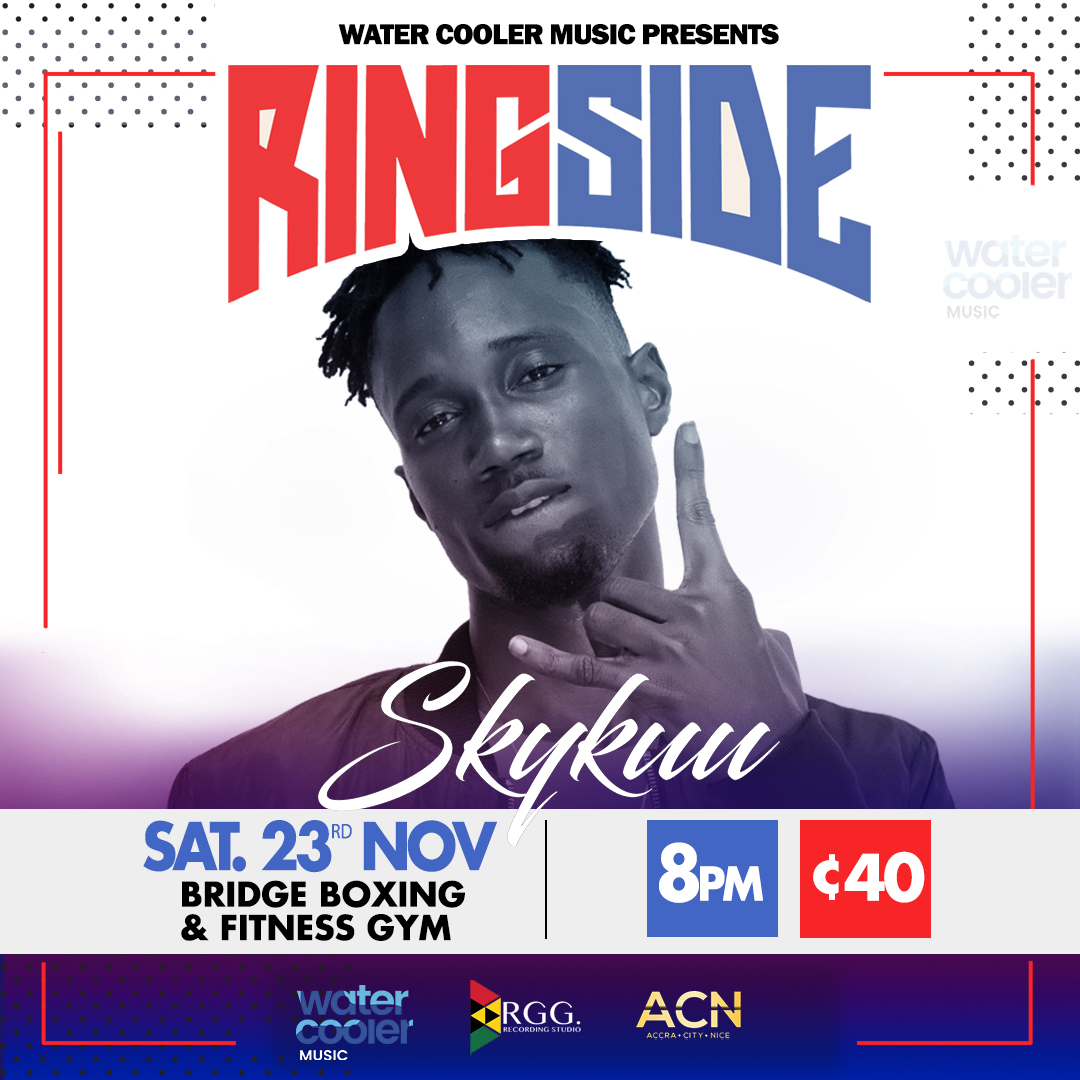 WATER COOLER MUSIC PRESENTS
RINGSIDE
water
cooler
MUSIC
Skykuu
SAT. 23RD NOV
BRIDGE BOXING
& FITNESS GYM
8PM
¢40
water
cooler
MUSIC
RGG.
RECORDING STUDIO
ACN
ACCRA•CITY•NICE